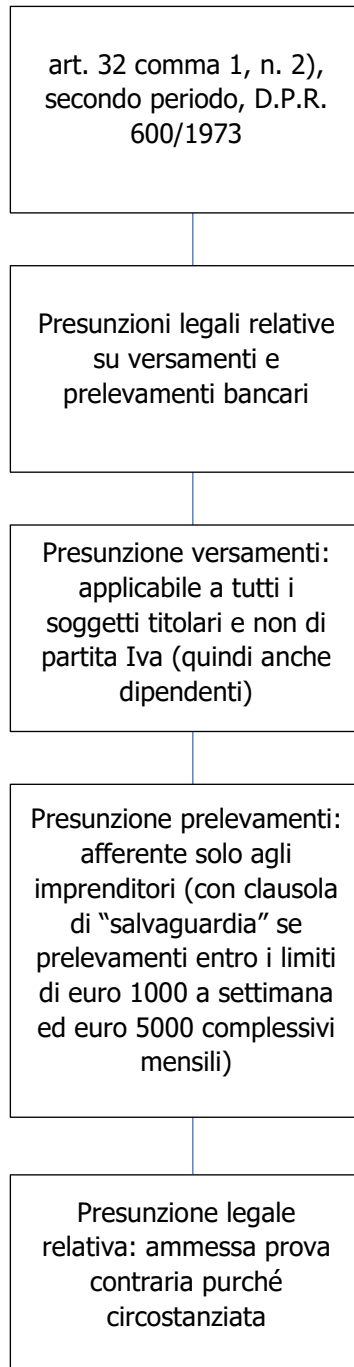 art. 32 comma 1, n. 2),
secondo periodo, D.P.R.
600/1973
Presunzioni legali relative
su versamenti e
prelevamenti bancari
Presunzione versamenti:
applicabile a tutti i
soggetti titolari e non di
partita Iva (quindi anche
dipendenti)
Presunzione prelevamenti:
afferente solo agli
imprenditori (con clausola
di “salvaguardia” se
prelevamenti entro i limiti
di euro 1000 a settimana
ed euro 5000 complessivi
mensili)
Presunzione legale
relativa: ammessa prova
contraria purché
circostanziata